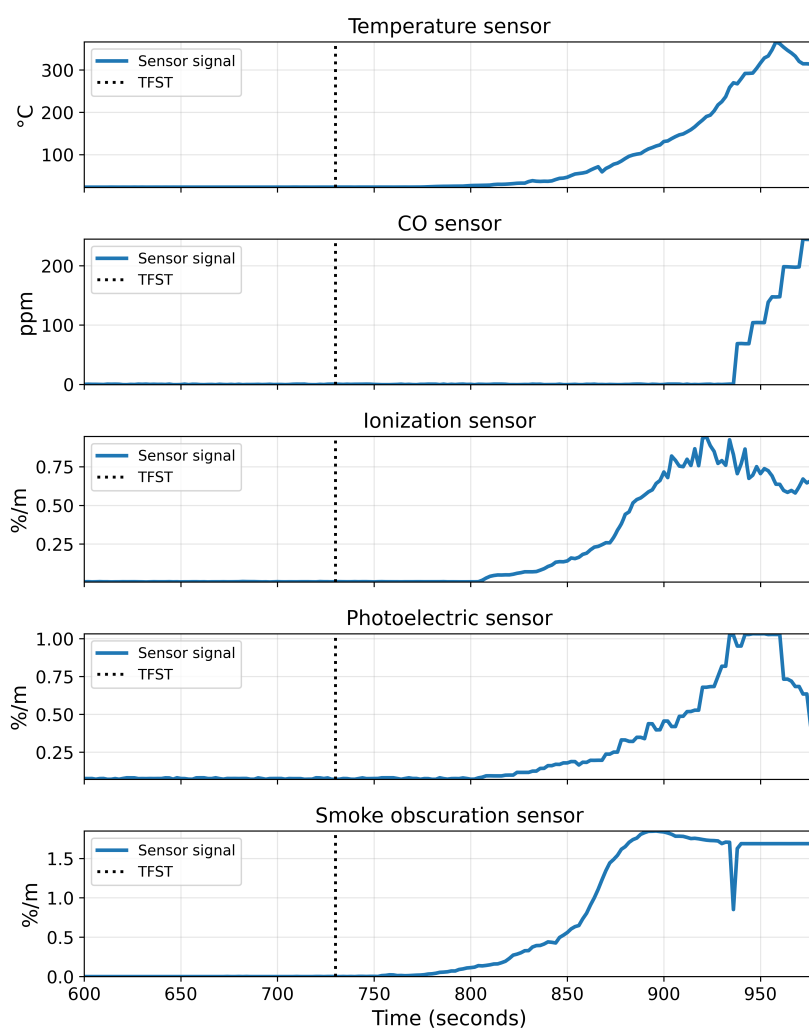 Temperature sensor
Sensor signal
TFST
300
200
100
°C
CO sensor
Sensor signal
TFST
200
100
0
ppm
Ionization sensor
Sensor signal
TFST
0.75
0.50
0.25
%/m
Photoelectric sensor
Sensor signal
TFST
1.00
0.75
0.50
0.25
%/m
Smoke obscuration sensor
Sensor signal
TFST
1.5
1.0
0.5
0.0
%/m
600 650 700 750 800 850 900 950
Time (seconds)